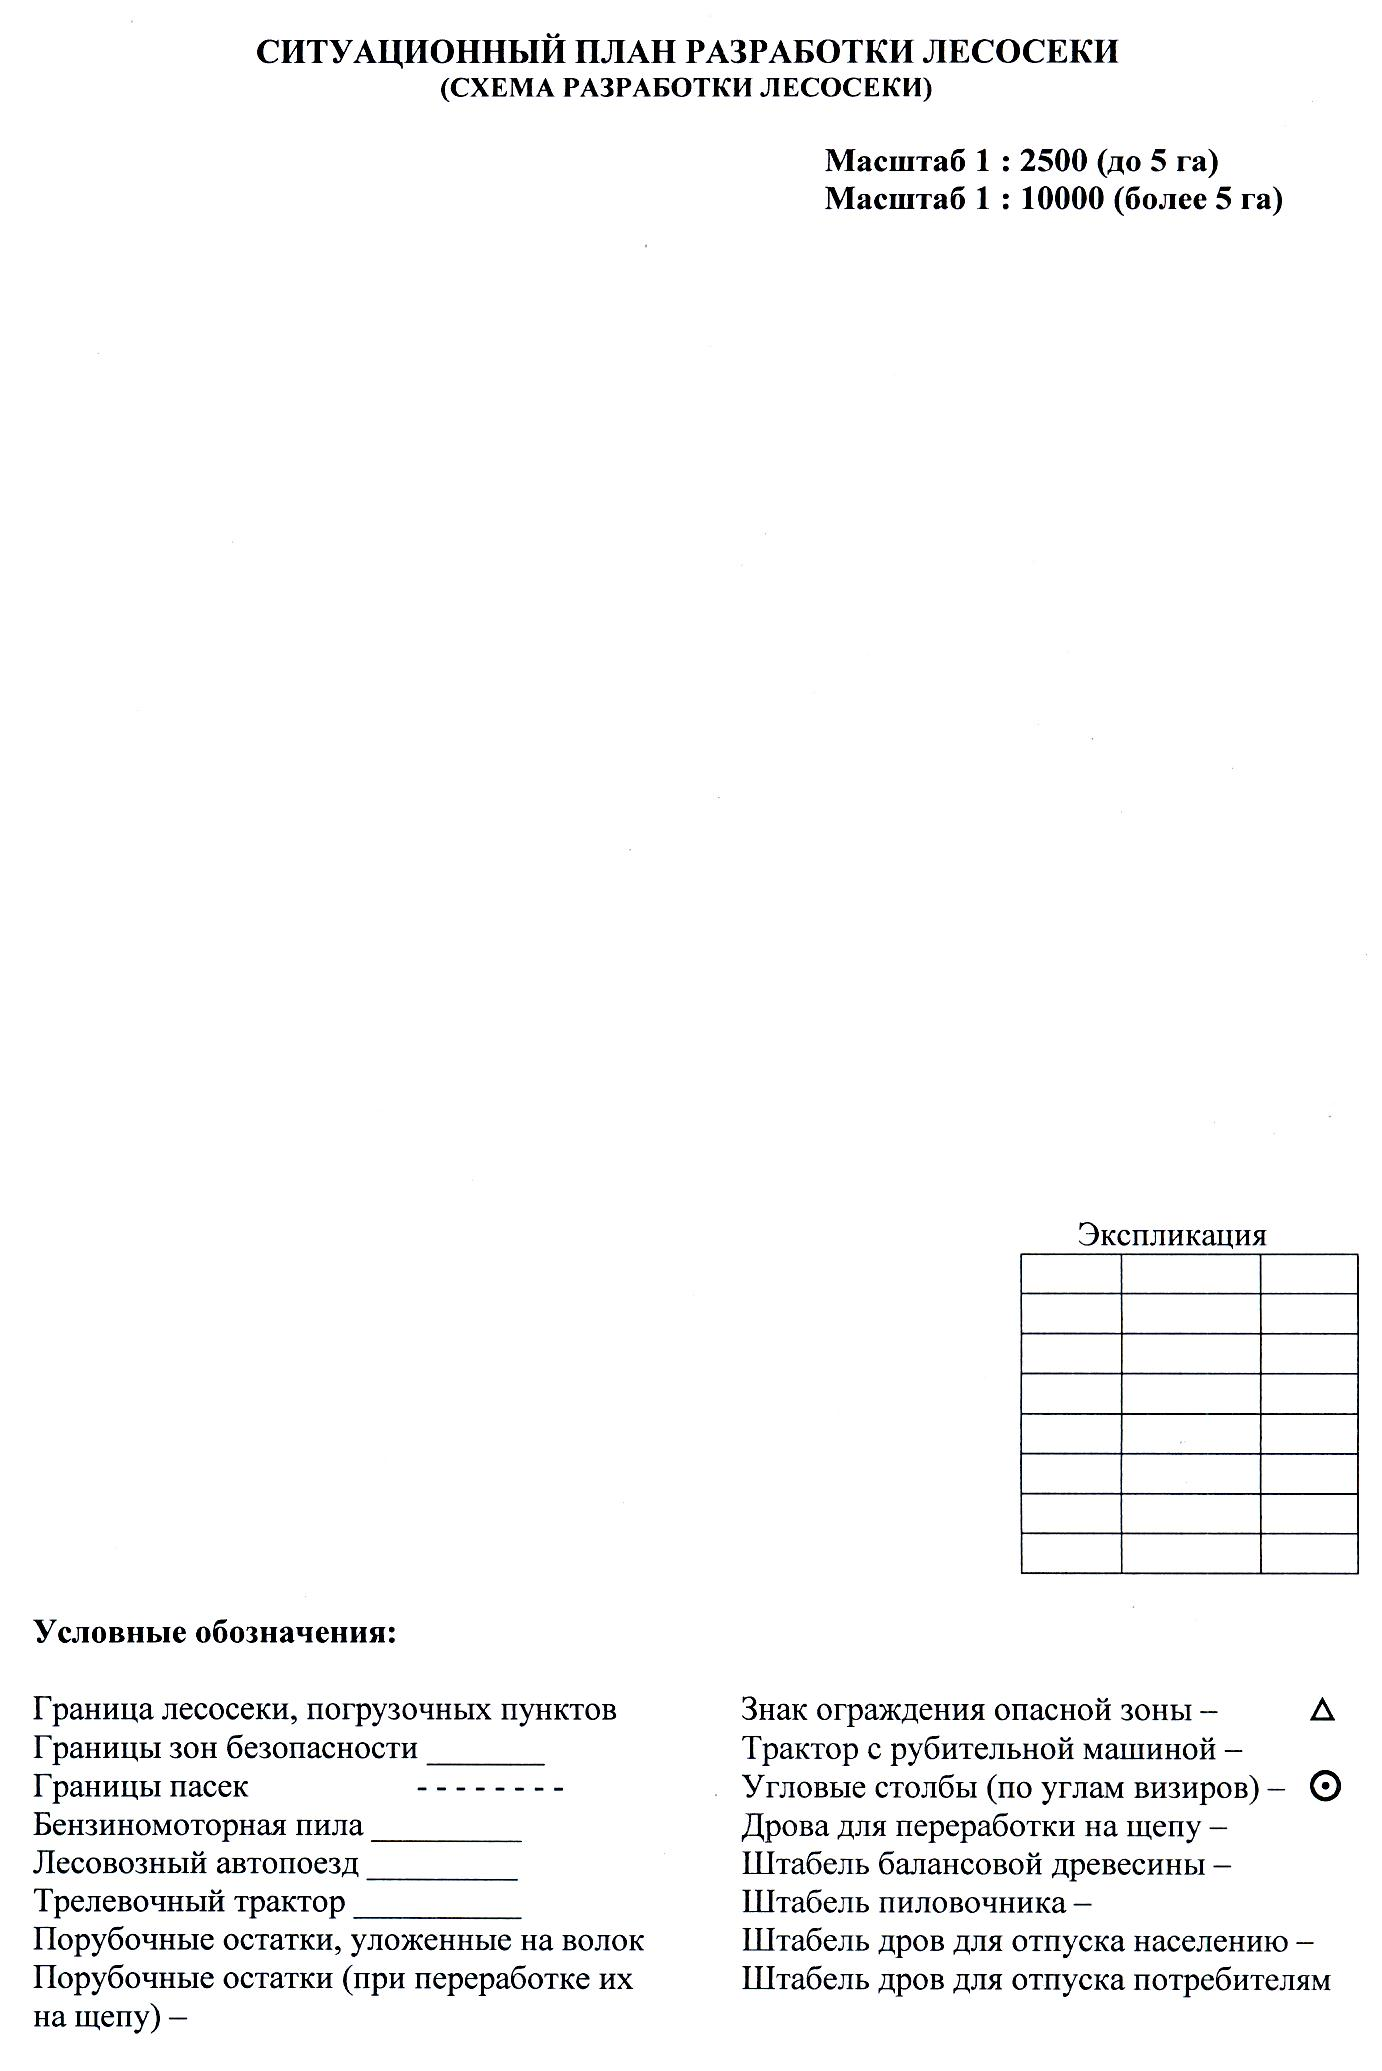 СИТУАЦИОННЫЙ ПЛАН РАЗРАБОТКИ ЛЕСОСЕКИ
(СХЕМА РАЗРАБОТКИ ЛЕСОСЕКИ)
Масштаб 1 : 2500 (до 5 га)
Масштаб 1 : 10000 (более 5 га)
Экспликация
Условные обозначения:
Граница лесосеки, погрузочных пунктов
Границы зон безопасности _______
Границы пасек - - - - - - - -
Бензиномоторная пила _________
Лесовозный автопоезд _________
Трелевочный трактор __________
Порубочные остатки, уложенные на волок
Порубочные остатки (при переработке их
на щепу) –
Знак ограждения опасной зоны –
Трактор с рубительной машиной –
Угловые столбы (по углам визиров) –
Дрова для переработки на щепу –
Штабель балансовой древесины –
Штабель пиловочника –
Штабель дров для отпуска населению –
Штабель дров для отпуска потребителям